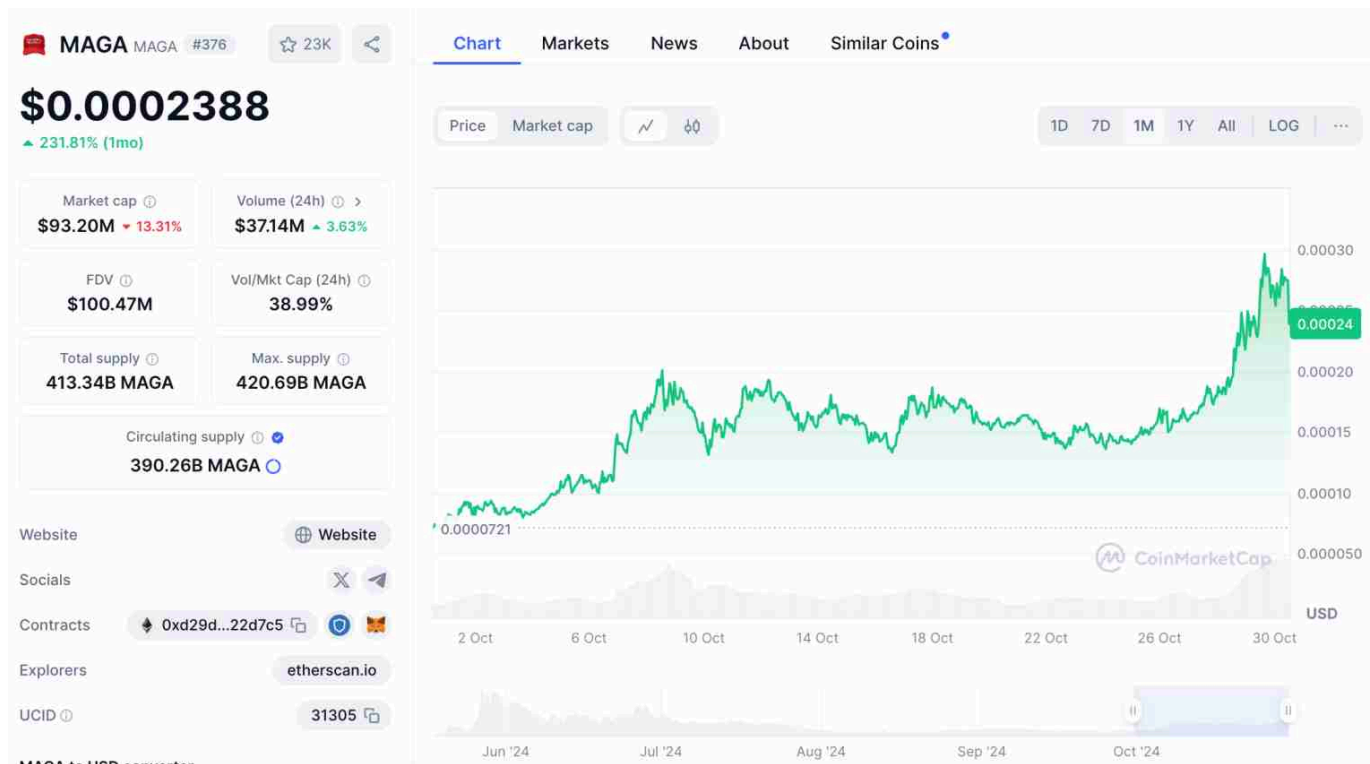 MAGA MAGA #376 23K
$0.0002388
231.81% (1mo)
Market cap
$93.20M 13.31%
Volume (24h)
$37.14M 3.63%
FDV
$100.47M
Vol/Mkt Cap (24h)
38.99%
Total supply
413.34B MAGA
Max. supply
420.69B MAGA
Circulating supply
390.26B MAGA
Website Website
Socials
Contracts 0xd29d...22d7c5
Explorers etherscan.io
UCID 31305
MAGA to USD converter
Chart Markets News About Similar Coins
Price Market cap 1D 7D 1M 1Y All LOG ...
0.00030
0.00024
0.00020
0.00015
0.00010
0.0000721
0.000050
CoinMarketCap
USD
2 Oct 6 Oct 10 Oct 14 Oct 18 Oct 22 Oct 26 Oct 30 Oct
Jun '24 Jul '24 Aug '24 Sep '24 Oct '24